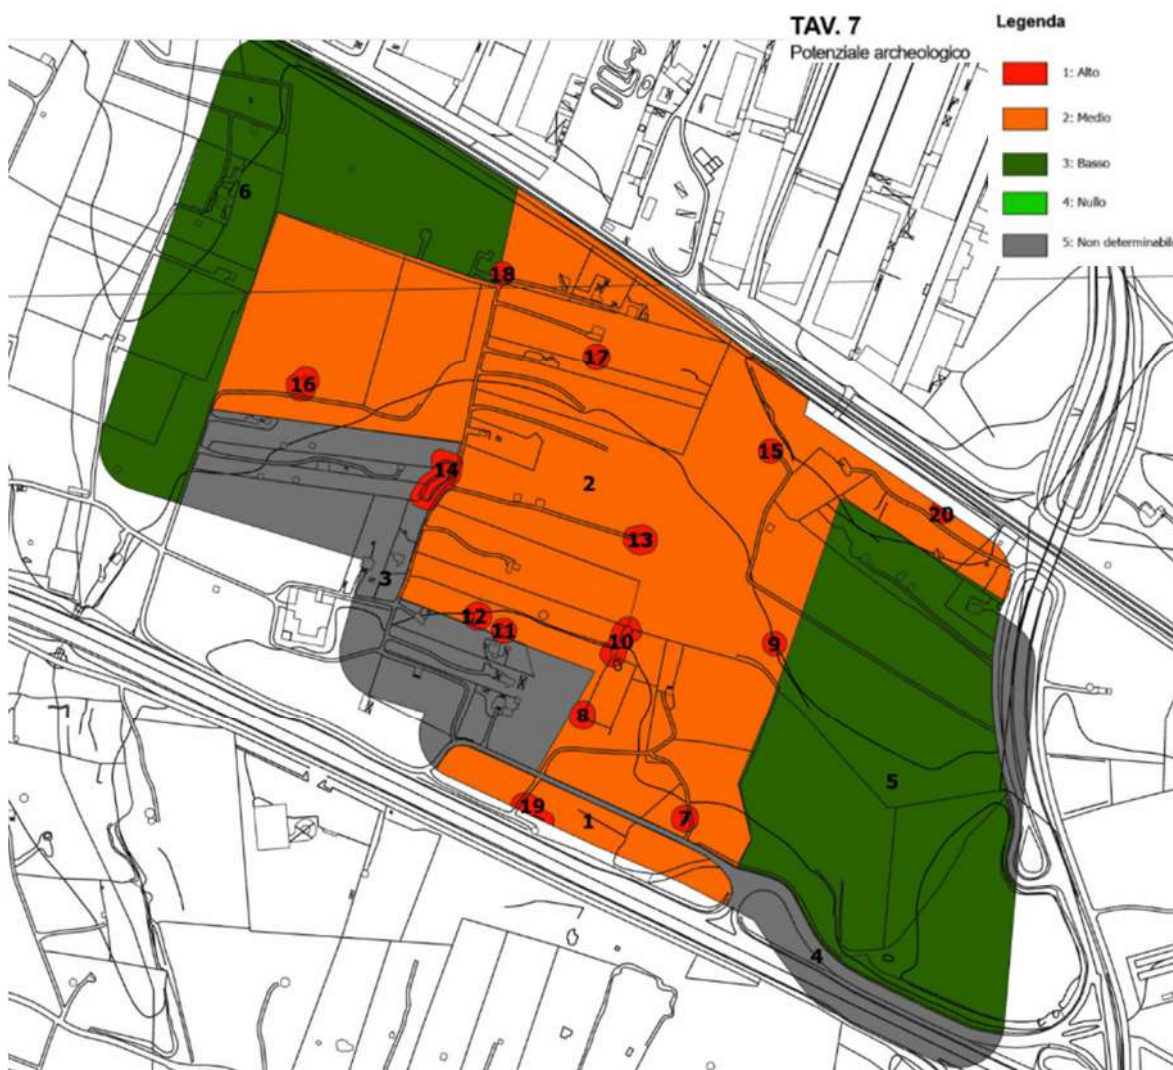 TAV. 7
Potenziale archeologico
Legenda
1: Alto
2: Medio
3: Basso
4: Nullo
5: Non determinabile
6
18
17
16
15
14
2
20
13
3
12
11
10
9
8
5
19
1
7
4